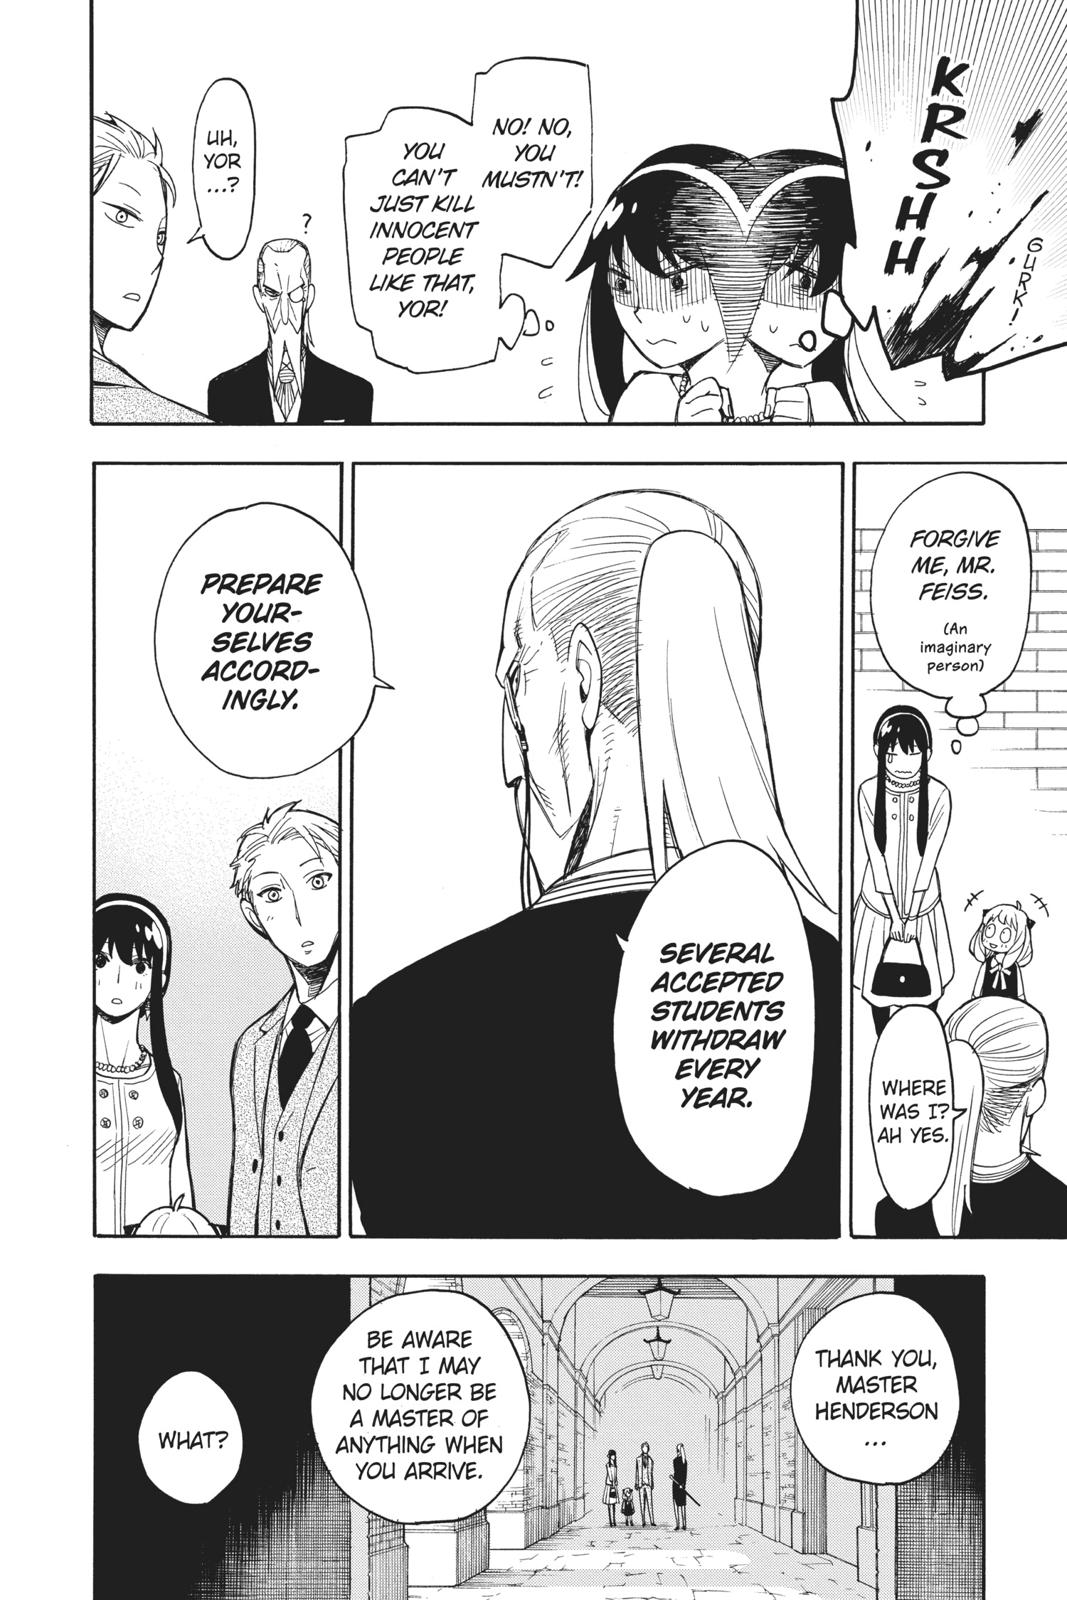 KRSHH
GURK!
NO! NO,
YOU
MUSTN'T!
YOU
CAN'T
JUST KILL
INNOCENT
PEOPLE
LIKE THAT,
YOR!
?
UH,
YOR
...?
FORGIVE
ME, MR.
FEISS.
(An
imaginary
person)
WHERE
WAS I?
AH YES.
SEVERAL
ACCEPTED
STUDENTS
WITHDRAW
EVERY
YEAR.
PREPARE
YOUR-
SELVES
ACCORD-
INGLY.
THANK YOU,
MASTER
HENDERSON
...
BE AWARE
THAT I MAY
NO LONGER BE
A MASTER OF
ANYTHING WHEN
YOU ARRIVE.
WHAT?